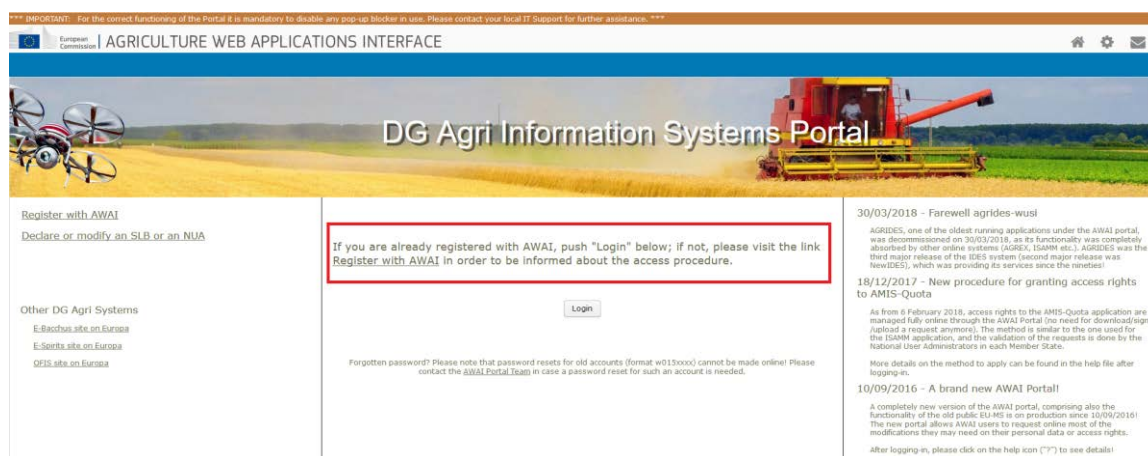 *** IMPORTANT: For the correct functioning of the Portal it is mandatory to disable any pop-up blocker in use. Please contact your local IT Support for further assistance. ***
European
Commission
AGRICULTURE WEB APPLICATIONS INTERFACE
DG Agri Information Systems Portal
Register with AWAI
Declare or modify an SLB or an NUA
Other DG Agri Systems
E-Bacchus site on Europa
E-Spirits site on Europa
OFIS site on Europa
If you are already registered with AWAI, push "Login" below; if not, please visit the link
Register with AWAI in order to be informed about the access procedure.
Login
Forgotten password? Please note that password resets for old accounts (format w015xxxx) cannot be made online! Please
contact the AWAI Portal Team in case a password reset for such an account is needed.
30/03/2018 - Farewell agrides-wusi
AGRIDES, one of the oldest running applications under the AWAI portal,
was decommissioned on 30/03/2018, as its functionality was completely
absorbed by other online systems (AGREX, ISAMM etc.). AGRIDES was the
third major release of the IDES system (second major release was
NewIDES), which was providing its services since the nineties!
18/12/2017 - New procedure for granting access rights
to AMIS-Quota
As from 6 February 2018, access rights to the AMIS-Quota application are
managed fully online through the AWAI Portal (no need for download/sign
/upload a request anymore). The method is similar to the one used for
the ISAMM application, and the validation of the requests is done by the
National User Administrators in each Member State.
More details on the method to apply can be found in the help file after
logging-in.
10/09/2016 - A brand new AWAI Portal!
A completely new version of the AWAI portal, comprising also the
functionality of the old public EU-MS is on production since 10/09/2016!
The new portal allows AWAI users to request online most of the
modifications they may need on their personal data or access rights.
After logging-in, please click on the help icon ("?") to see details!